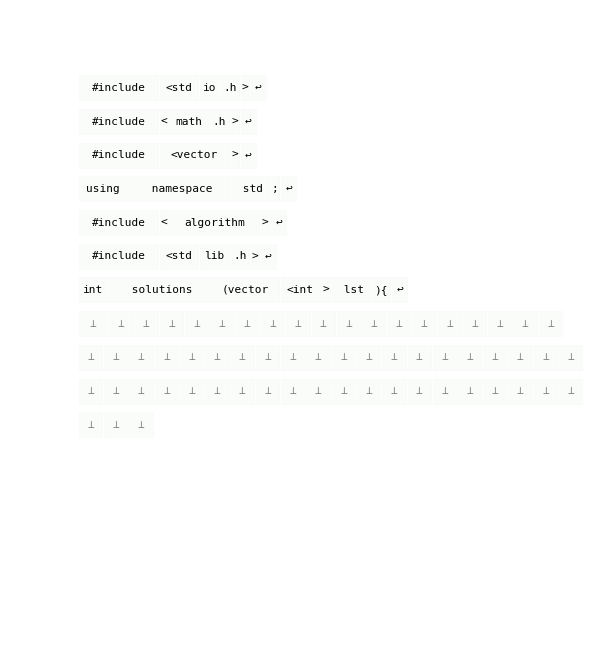 #include <std io .h > ↩
#include < math .h > ↩
#include <vector > ↩
using namespace std ; ↩
#include < algorithm > ↩
#include <std lib .h > ↩
int solutions (vector <int > lst ){ ↩
⊥ ⊥ ⊥ ⊥ ⊥ ⊥ ⊥ ⊥ ⊥ ⊥ ⊥ ⊥ ⊥ ⊥ ⊥ ⊥ ⊥ ⊥ ⊥
⊥ ⊥ ⊥ ⊥ ⊥ ⊥ ⊥ ⊥ ⊥ ⊥ ⊥ ⊥ ⊥ ⊥ ⊥ ⊥ ⊥ ⊥ ⊥ ⊥
⊥ ⊥ ⊥ ⊥ ⊥ ⊥ ⊥ ⊥ ⊥ ⊥ ⊥ ⊥ ⊥ ⊥ ⊥ ⊥ ⊥ ⊥ ⊥ ⊥
⊥ ⊥ ⊥